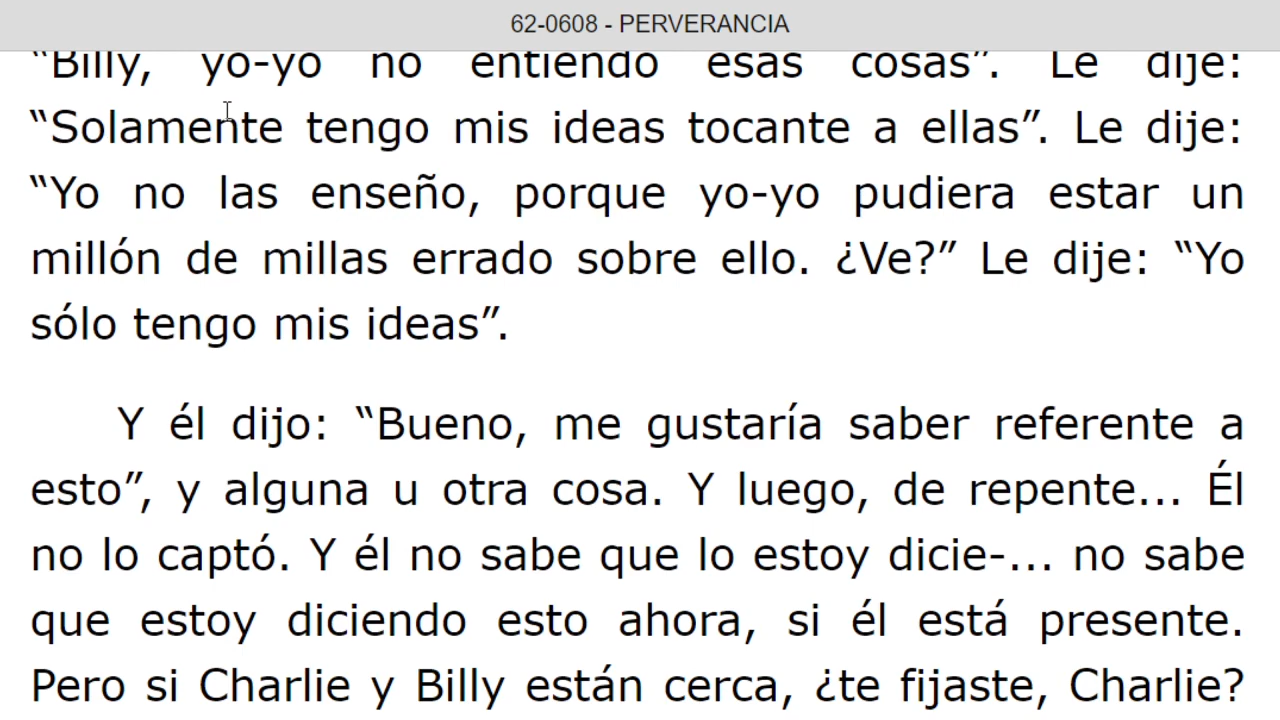 62-0608 - PERVERANCIA
“Billy, yo-yo no entiendo esas cosas”. Le dije:
“Solamente tengo mis ideas tocante a ellas”. Le dije:
“Yo no las enseño, porque yo-yo pudiera estar un
millón de millas errado sobre ello. ¿Ve?” Le dije: “Yo
sólo tengo mis ideas”.
Y él dijo: “Bueno, me gustaría saber referente a
esto”, y alguna u otra cosa. Y luego, de repente... Él
no lo captó. Y él no sabe que lo estoy dicie-... no sabe
que estoy diciendo esto ahora, si él está presente.
Pero si Charlie y Billy están cerca, ¿te fijaste, Charlie?